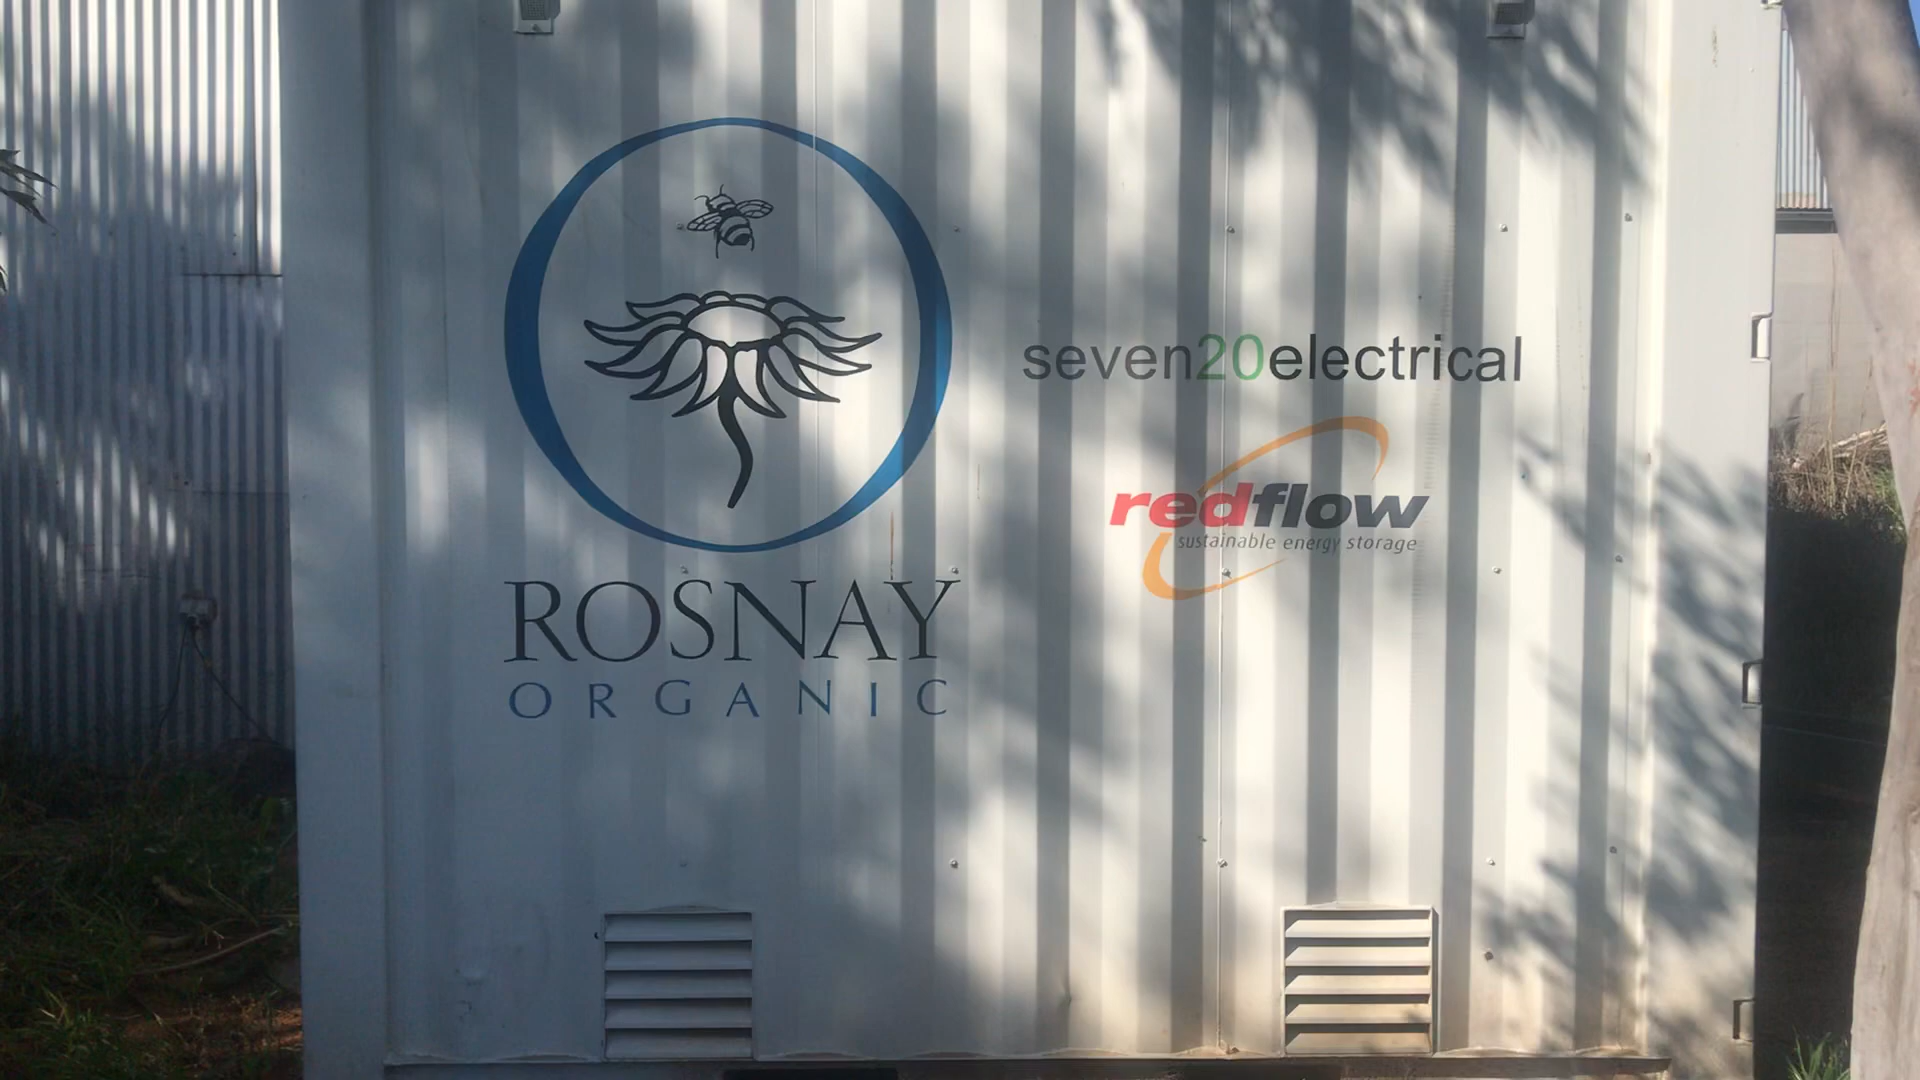 ROSNAY
ORGANIC
seven20electrical
redflow
sustainable energy storage